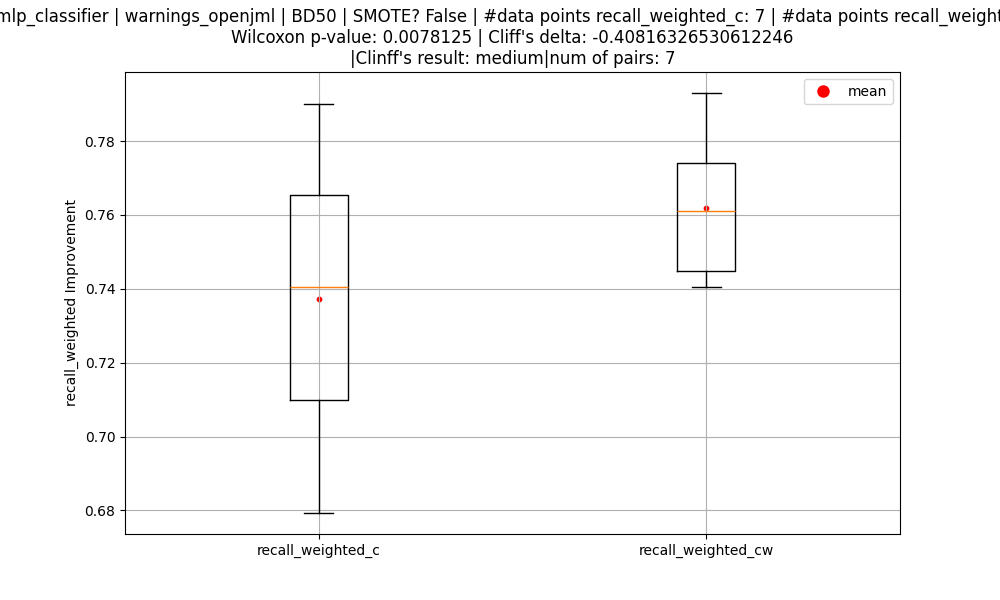 mlp_classifier | warnings_openjml | BD50 | SMOTE? False | #data points recall_weighted_c: 7 | #data points
Wilcoxon p-value: 0.0078125 | Cliff's delta: -0.40816326530612246
|Clinff's result: medium|num of pairs: 7
mean
0.78
0.76
0.74
0.72
0.70
0.68
recall_weighted Improvement
recall_weighted_c
recall_weighted_cw